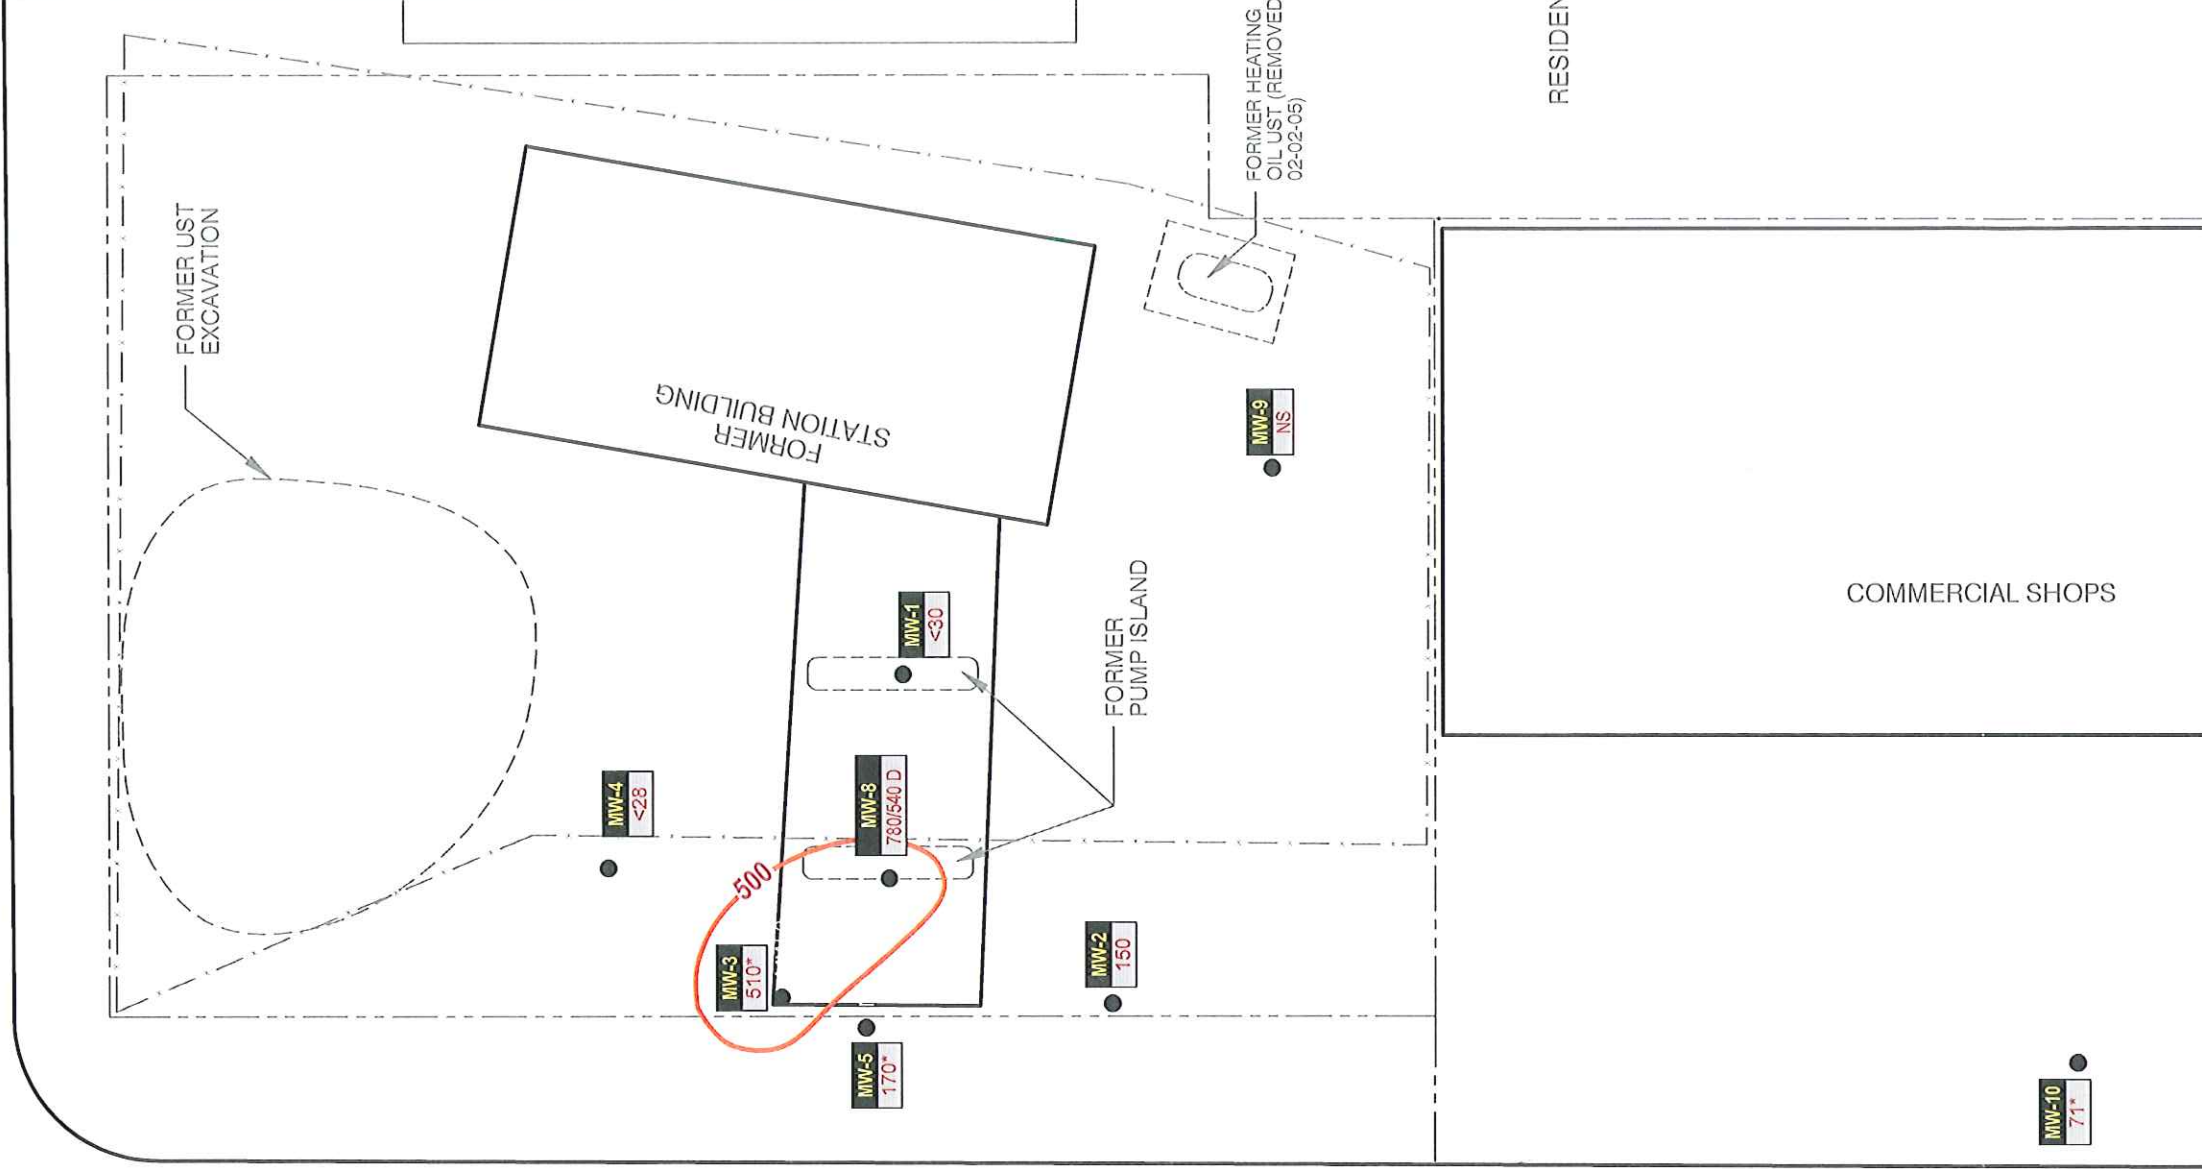 FORMER UST
EXCAVATION
FORMER
STATION BUILDING
FORMER HEATING
OIL UST (REMOVED
02-02-05)
RESIDEN
MW-9
NS
MW-1
<30
FORMER
PUMP ISLAND
COMMERCIAL SHOPS
MW-4
<28
MW-8
780/540 D
500
MW-3
510*
MW-2
150
MW-5
170*
MW-10
71*